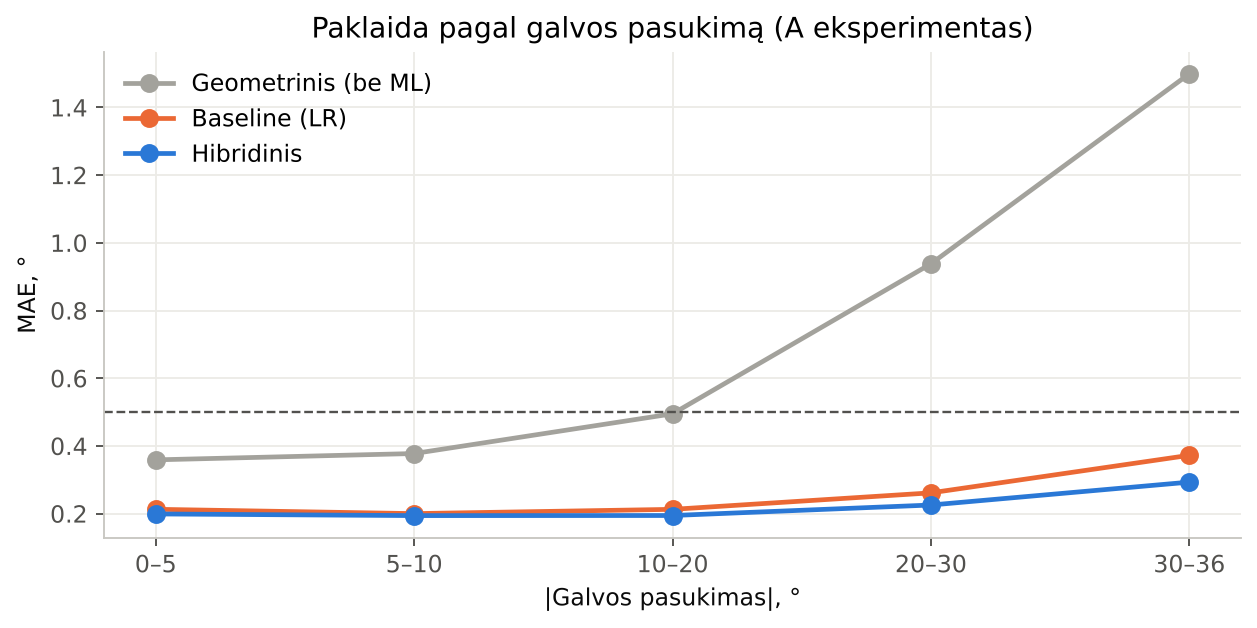 Paklaida pagal galvos pasukimą (A eksperimentas)
Geometrinis (be ML)
Baseline (LR)
Hibridinis
MAE, °
1.4
1.2
1.0
0.8
0.6
0.4
0.2
0–5
5–10
10–20
20–30
30–36
|Galvos pasukimas|, °